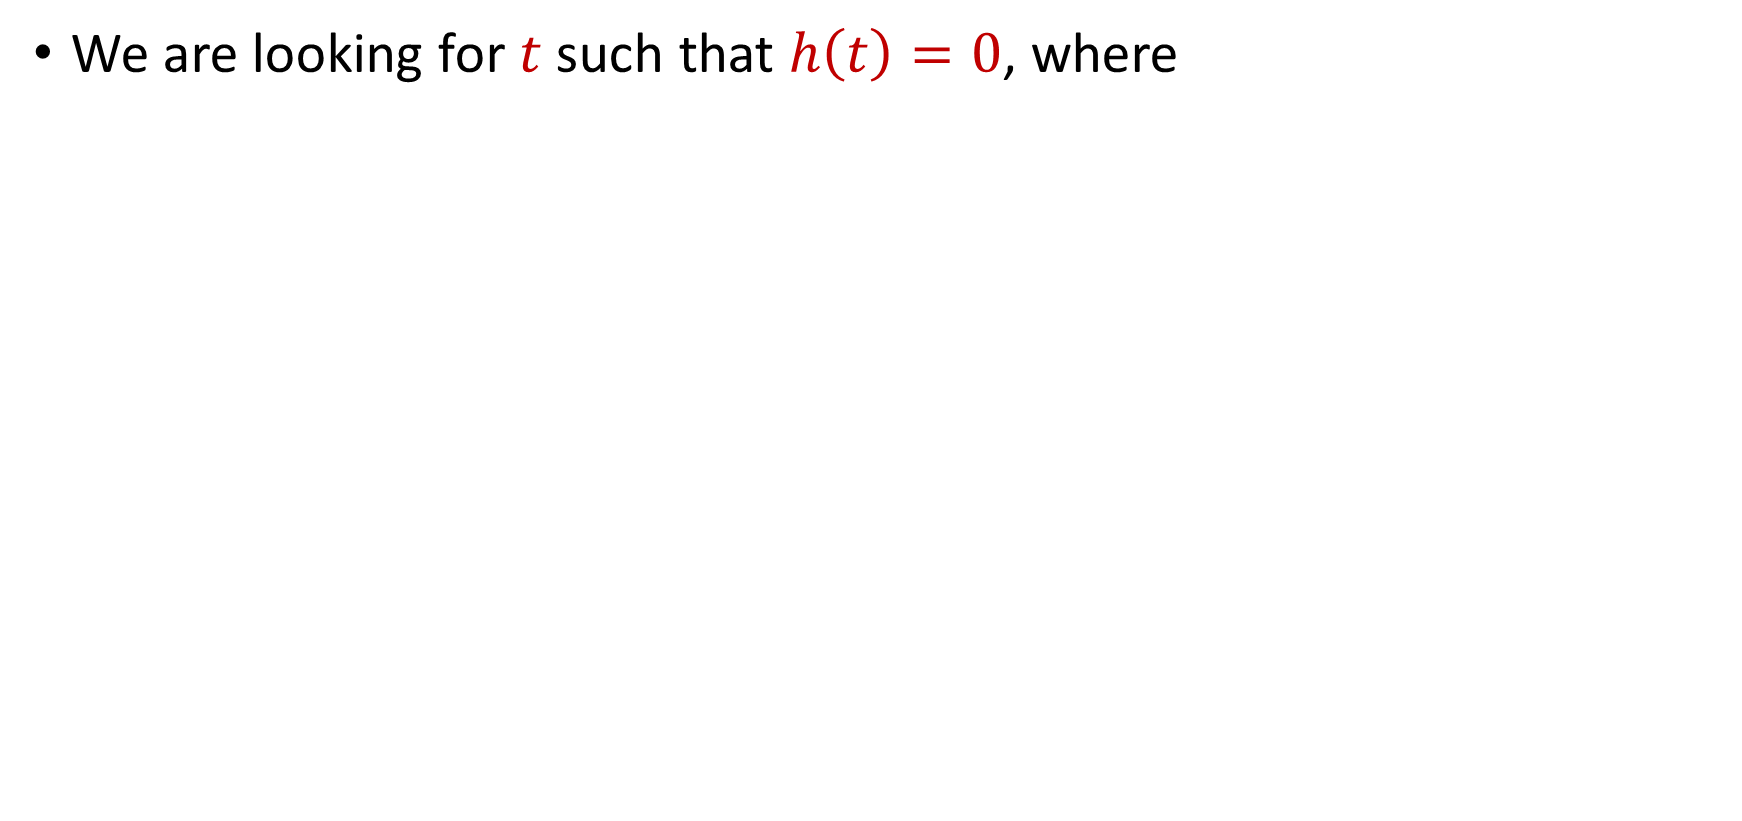 • We are looking for t such that h(t) = 0, where